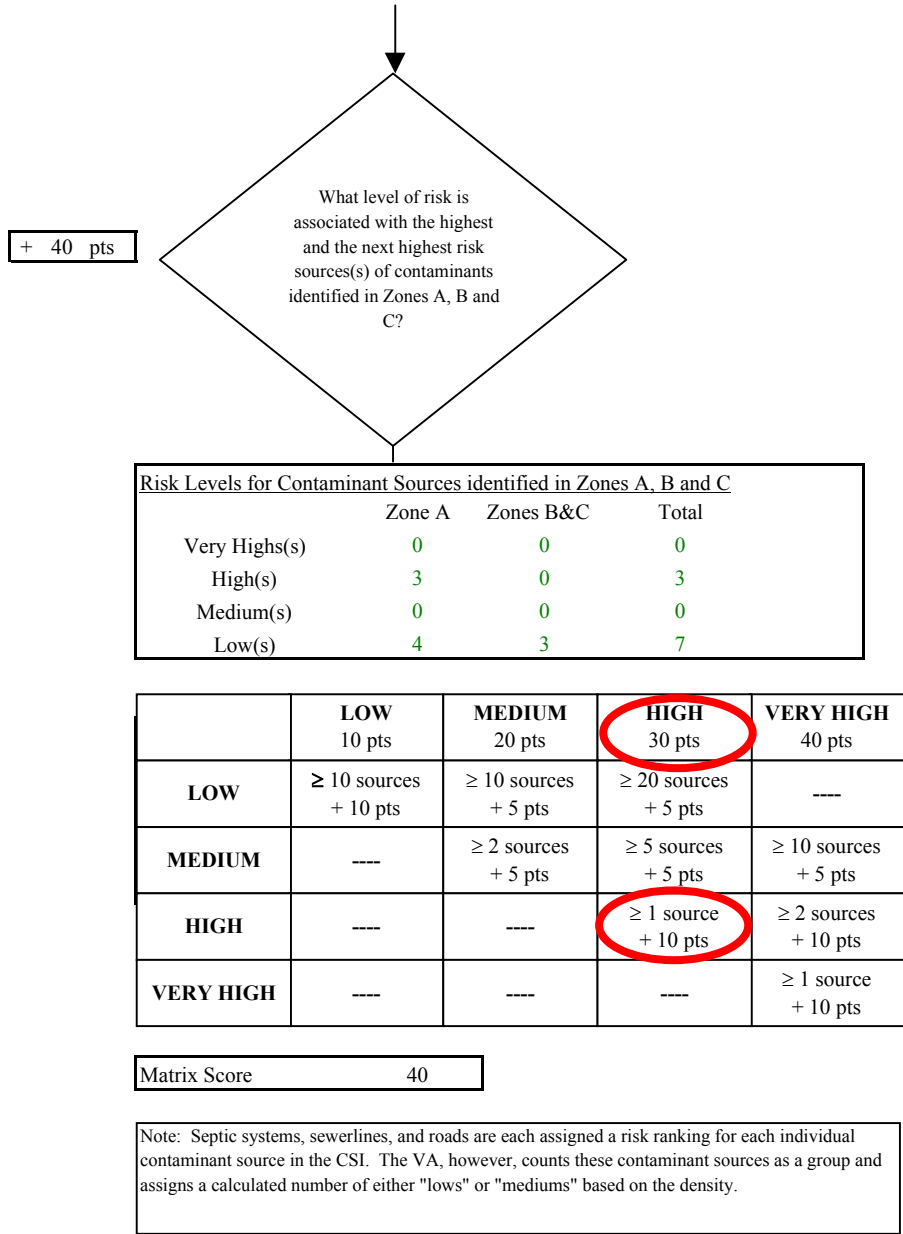 What level of risk is
associated with the highest
and the next highest risk
sources(s) of contaminants
identified in Zones A, B and
C?
+ 40 pts
Risk Levels for Contaminant Sources identified in Zones A, B and C
Zone A Zones B&C Total
Very Highs(s) 0 0 0
High(s) 3 0 3
Medium(s) 0 0 0
Low(s) 4 3 7
LOW MEDIUM HIGH VERY HIGH
10 pts 20 pts 30 pts 40 pts
LOW ≥ 10 sources ≥ 10 sources ≥ 20 sources ----
+ 10 pts + 5 pts + 5 pts
MEDIUM ---- ≥ 2 sources ≥ 5 sources ≥ 10 sources
+ 5 pts + 5 pts + 5 pts
HIGH ---- ---- ≥ 1 source ≥ 2 sources
+ 10 pts + 10 pts
VERY HIGH ---- ---- ---- ≥ 1 source
+ 10 pts
Matrix Score 40
Note: Septic systems, sewerlines, and roads are each assigned a risk ranking for each individual
contaminant source in the CSI. The VA, however, counts these contaminant sources as a group and
assigns a calculated number of either "lows" or "mediums" based on the density.